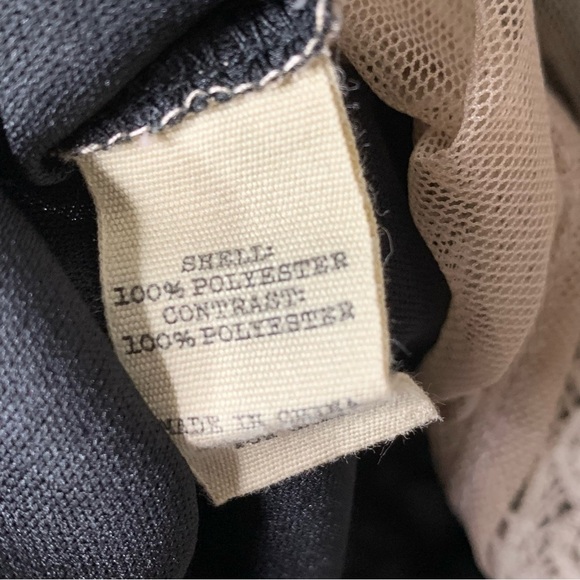 SHELL:
100% POLYESTER
CONTRAST:
100% POLYESTER
MADE IN CHINA